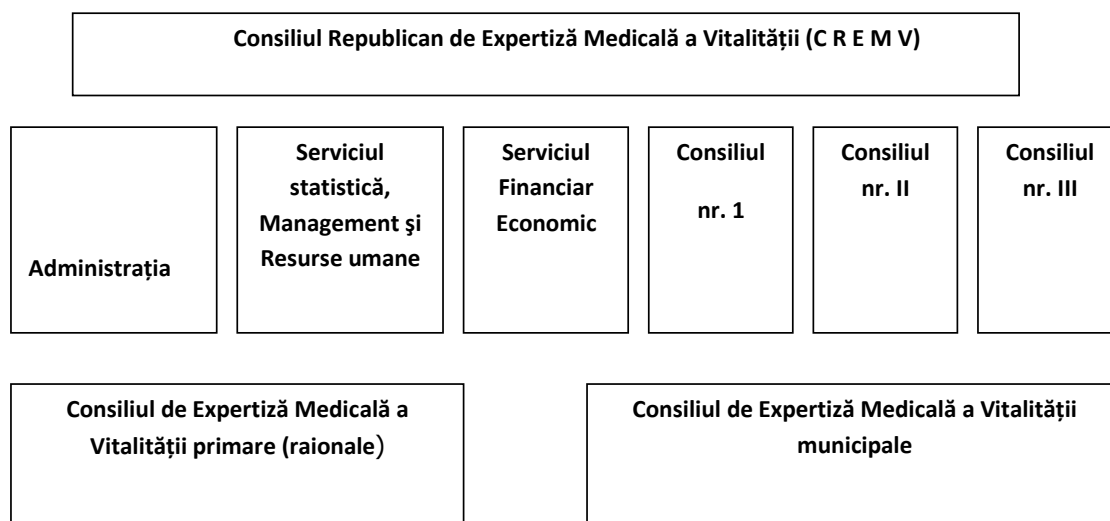 Consiliul Republican de Expertiză Medicală a Vitalității (C R E M V)
Administrația
Serviciul
statistică,
Management şi
Resurse umane
Serviciul
Financiar
Economic
Consiliul
nr. 1
Consiliul
nr. II
Consiliul
nr. III
Consiliul de Expertiză Medicală a
Vitalității primare (raionale)
Consiliul de Expertiză Medicală a Vitalității
municipale